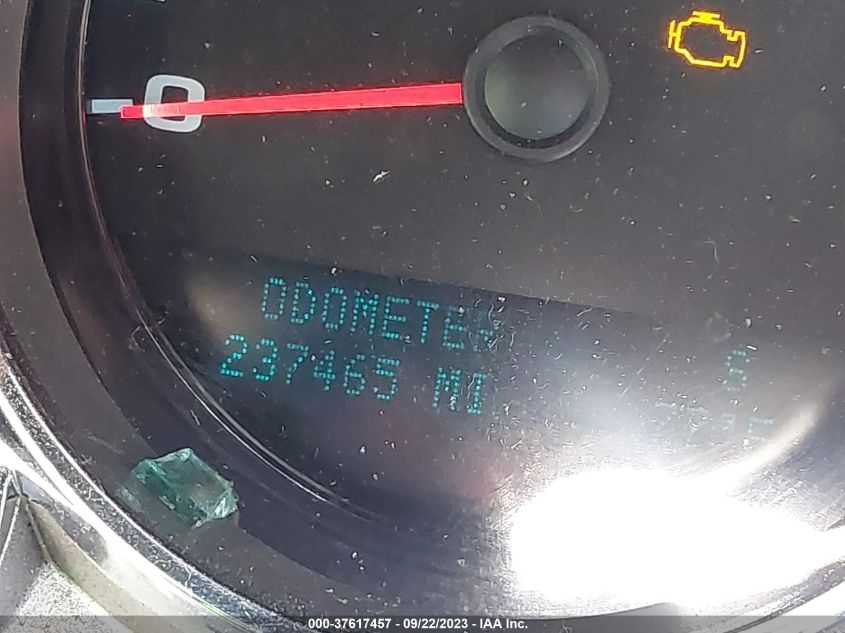 0
ODOMETER
237465 MI
S
000-37617457 - 09/22/2023 - IAA Inc.